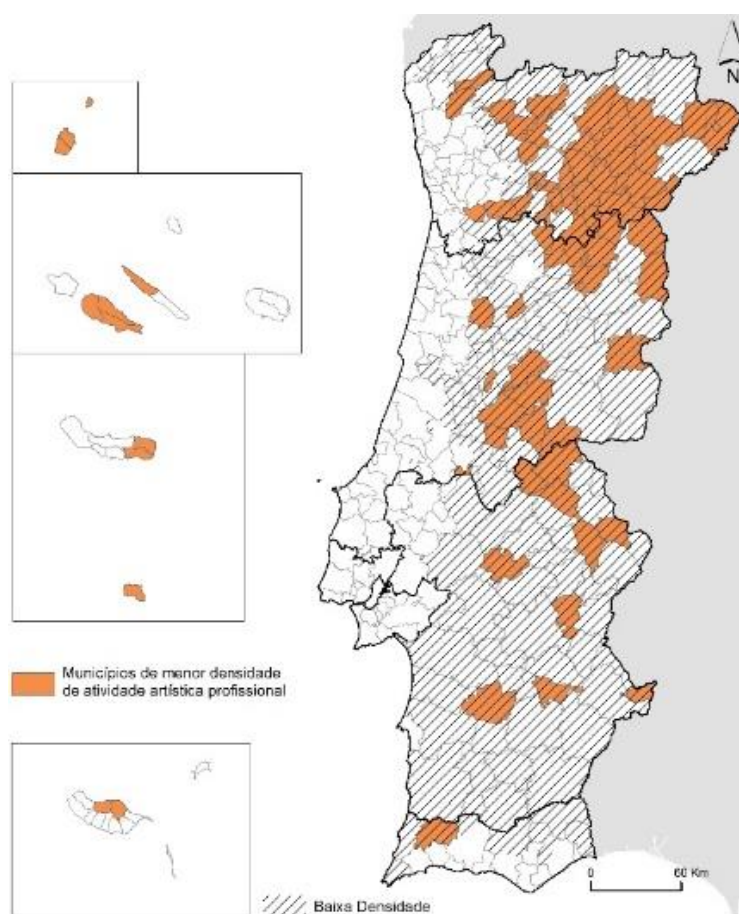 N
Municípios de menor densidade
de atividade artística profissional
Baixa Densidade
0 60 Km